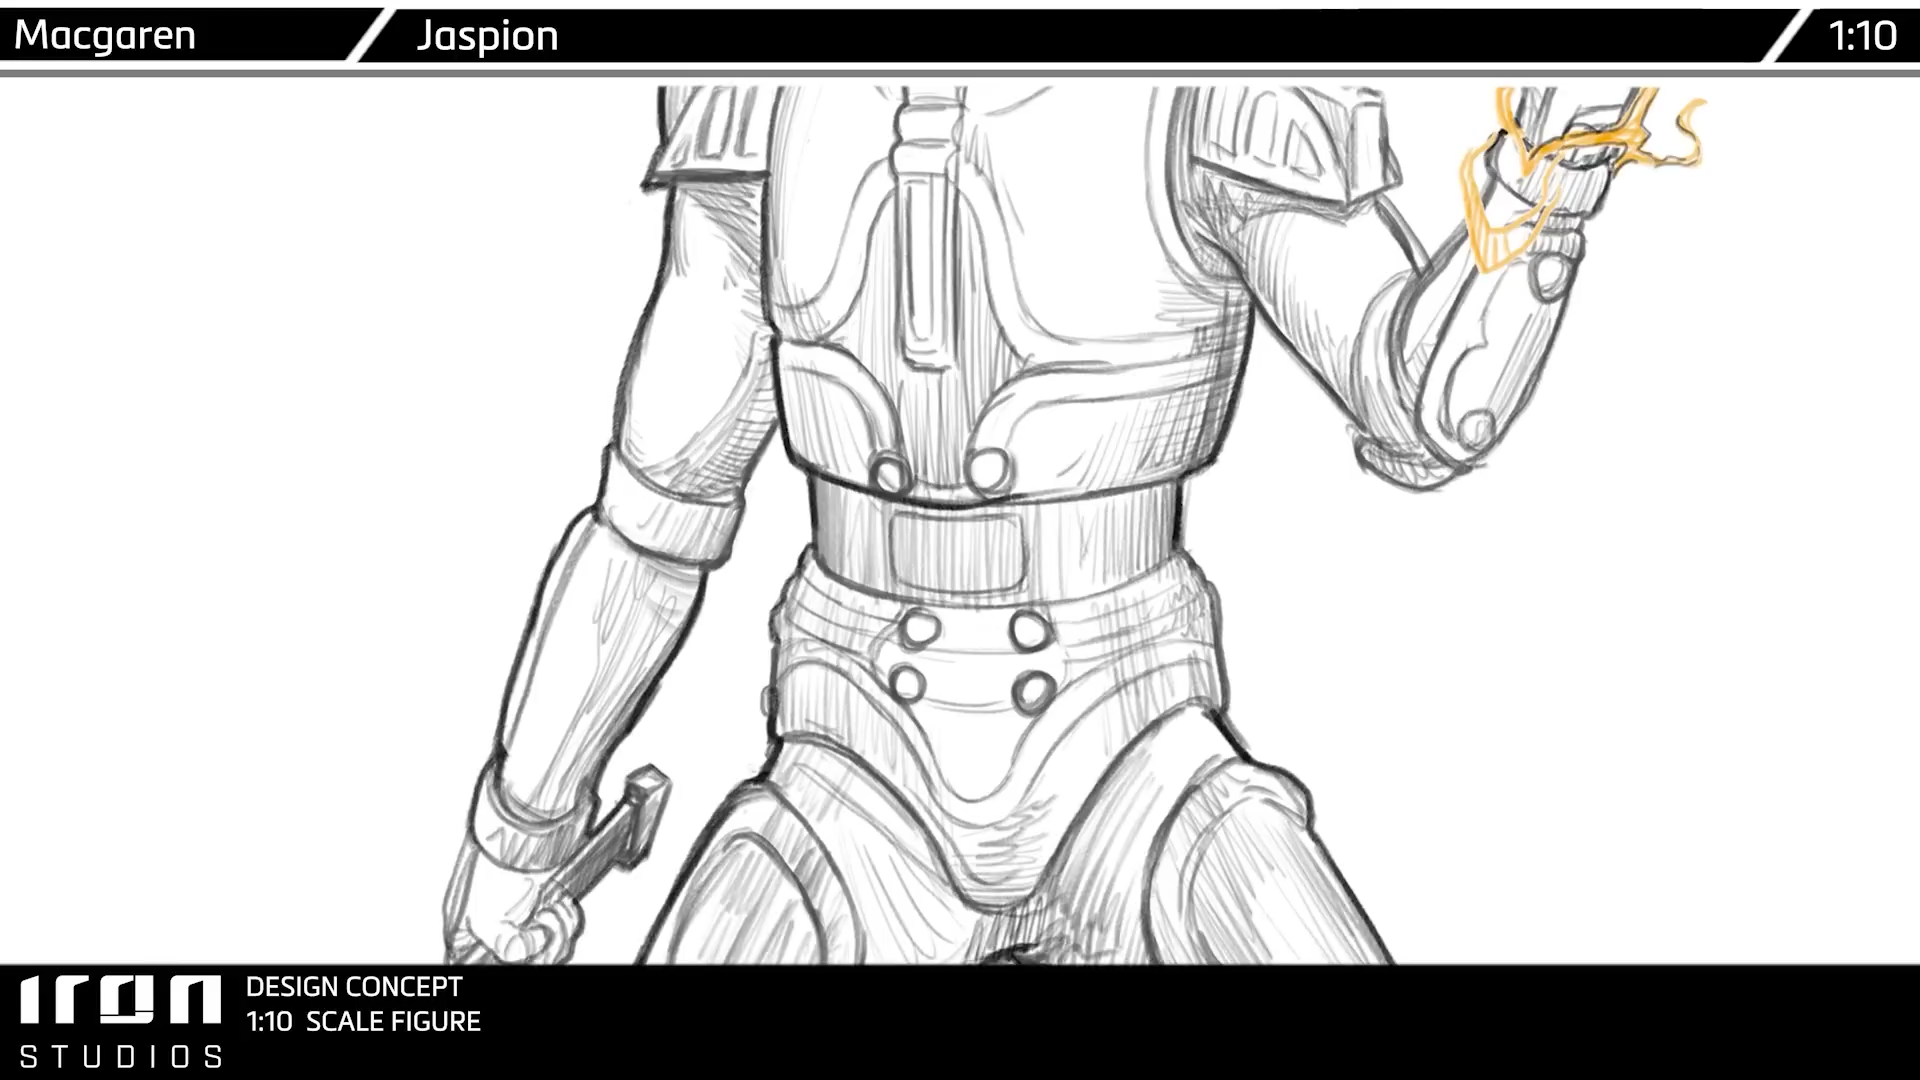 Macgaren
Jaspion
1:10
iron
STUDIOS
DESIGN CONCEPT
1:10 SCALE FIGURE